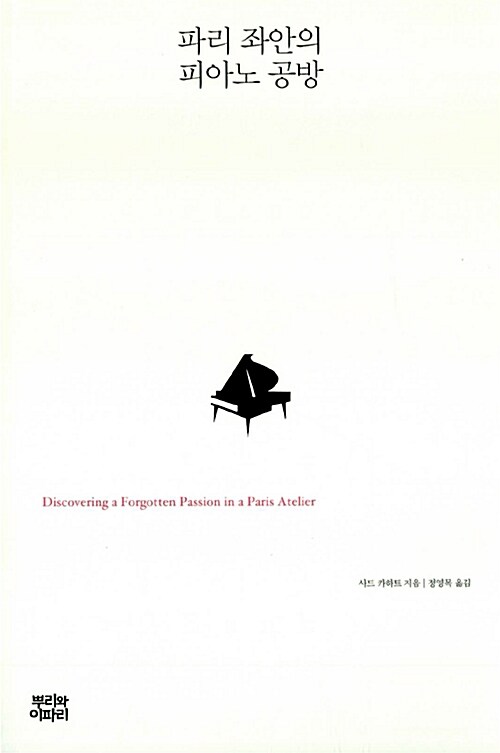 파리 좌안의
피아노 공방
Discovering a Forgotten Passion in a Paris Atelier
사드 카하트 지음 | 정영목 옮김
뿌리와
이파리